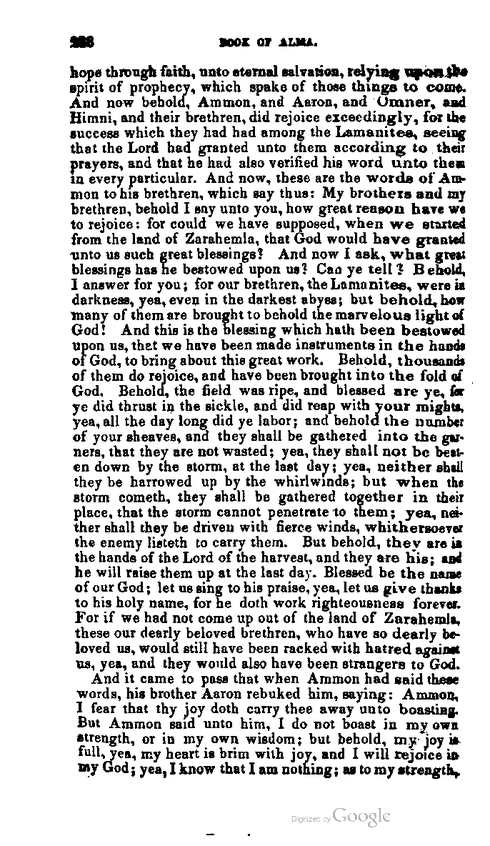 288 BOOK OF ALMA.
hope through faith, unto eternal salvation, relying upon the
spirit of prophecy, which spake of those things to come.
And now behold, Ammon, and Aaron, and Omner, and
Himni, and their brethren, did rejoice exceedingly, for the
success which they had had among the Lamanites, seeing
that the Lord had granted unto them according to their
prayers, and that he had also verified his word unto them
in every particular. And now, these are the words of Am-
mon to his brethren, which say thus: My brothers and my
brethren, behold I say unto you, how great reason have we
to rejoice: for could we have supposed, when we started
from the land of Zarahemla, that God would have granted
unto us such great blessings? And now I ask, what great
blessings has he bestowed upon us? Can ye tell? Behold,
I answer for you; for our brethren, the Lamanites, were in
darkness, yea, even in the darkest abyss; but behold, how
many of them are brought to behold the marvelous light of
God! And this is the blessing which hath been bestowed
upon us, that we have been made instruments in the hands
of God, to bring about this great work. Behold, thousands
of them do rejoice, and have been brought into the fold of
God. Behold, the field was ripe, and blessed are ye, for
ye did thrust in the sickle, and did reap with your mights,
yea, all the day long did ye labor; and behold the number
of your sheaves, and they shall be gathered into the gar-
ners, that they are not wasted; yea, they shall not be beat-
en down by the storm, at the last day; yea, neither shall
they be harrowed up by the whirlwinds; but when the
storm cometh, they shall be gathered together in their
place, that the storm cannot penetrate to them; yea, nei-
ther shall they be driven with fierce winds, whithersoever
the enemy listeth to carry them. But behold, they are in
the hands of the Lord of the harvest, and they are his; and
he will raise them up at the last day. Blessed be the name
of our God; let us sing to his praise, yea, let us give thanks
to his holy name, for he doth work righteousness forever.
For if we had not come up out of the land of Zarahemla,
these our dearly beloved brethren, who have so dearly be-
loved us, would still have been racked with hatred against
us, yea, and they would also have been strangers to God.
And it came to pass that when Ammon had said these
words, his brother Aaron rebuked him, saying: Ammon,
I fear that thy joy doth carry thee away unto boasting.
But Ammon said unto him, I do not boast in my own
strength, or in my own wisdom; but behold, my joy is
full, yea, my heart is brim with joy, and I will rejoice in
my God; yea, I know that I am nothing; as to my strength,
Digitized by Google